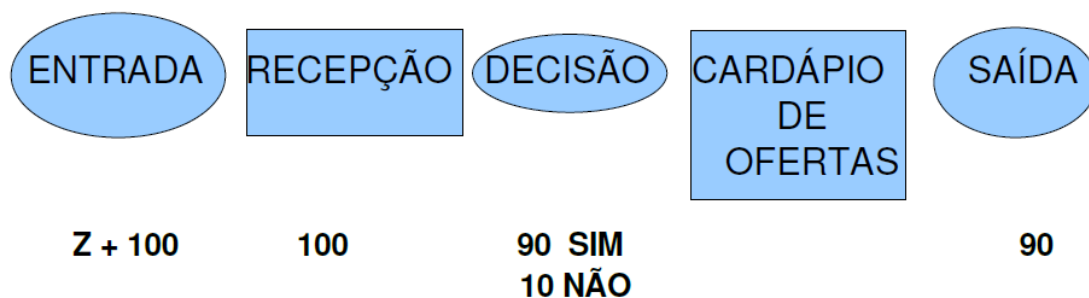 ENTRADA
RECEPÇÃO
DECISÃO
CARDÁPIO
DE
OFERTAS
SAÍDA
Z + 100
100
90 SIM
10 NÃO
90